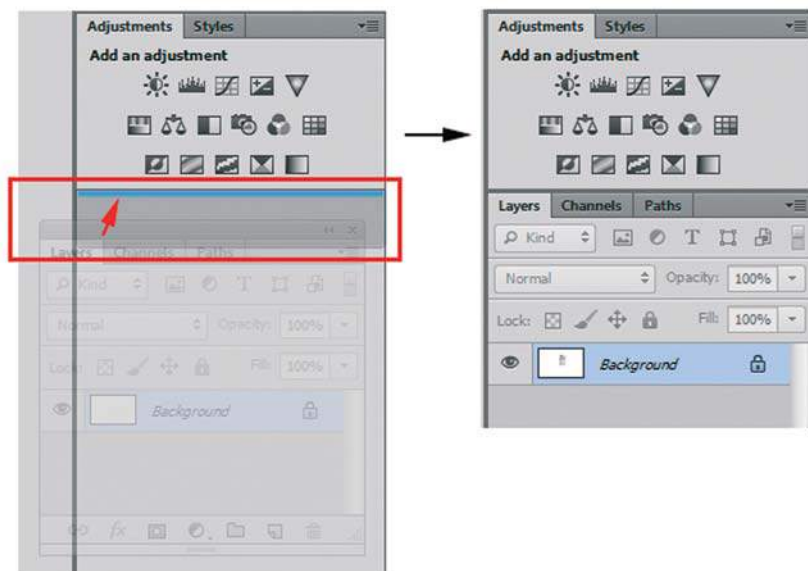 Adjustments Styles
Add an adjustment
Layers Channels Paths
Kind T
Normal Opacity: 100%
Lock: Fill: 100%
Background
fx
Adjustments Styles
Add an adjustment
Layers Channels Paths
Kind T
Normal Opacity: 100%
Lock: Fill: 100%
Background